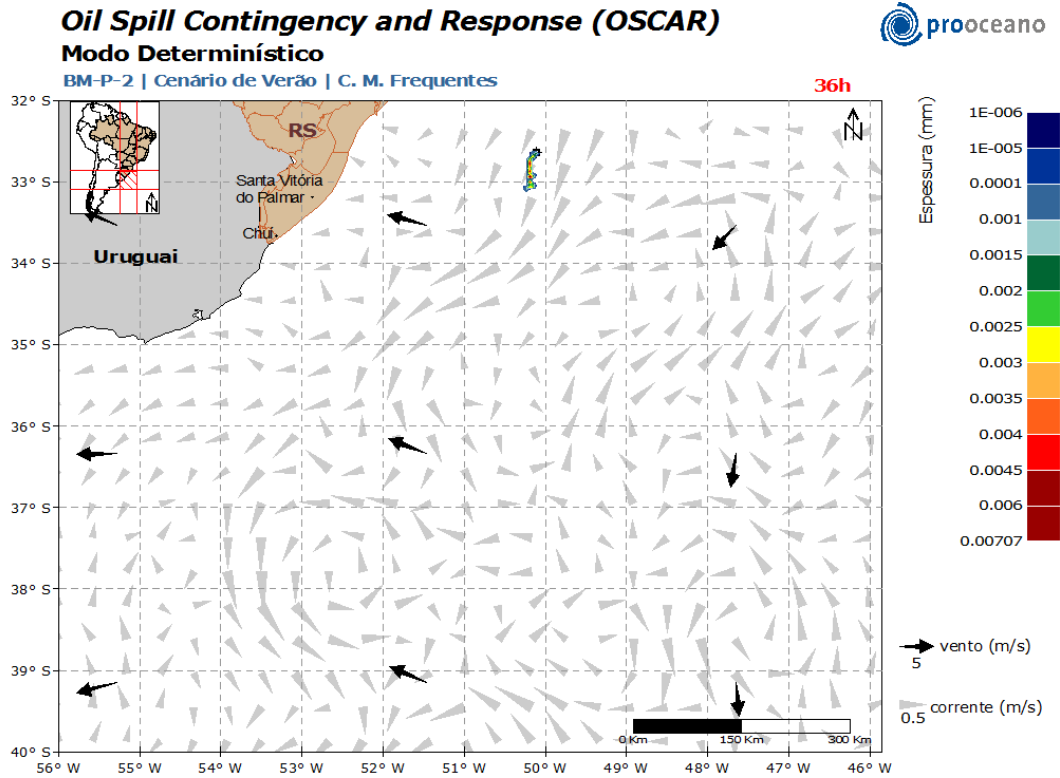 Oil Spill Contingency and Response (OSCAR)
prooceano
Modo Determinístico
BM-P-2 | Cenário de Verão | C. M. Frequentes
36h
32° S
33° S
34° S
35° S
36° S
37° S
38° S
39° S
40° S
56° W
55° W
54° W
53° W
52° W
51° W
50° W
49° W
48° W
47° W
46° W
N
N
RS
Santa Vitória
do Palmar
Chuí
Uruguai
Espessura (mm)
1E-006
1E-005
0.0001
0.001
0.0015
0.002
0.0025
0.003
0.0035
0.004
0.0045
0.006
0.00707
vento (m/s)
5
corrente (m/s)
0.5
0 Km
150 Km
300 Km